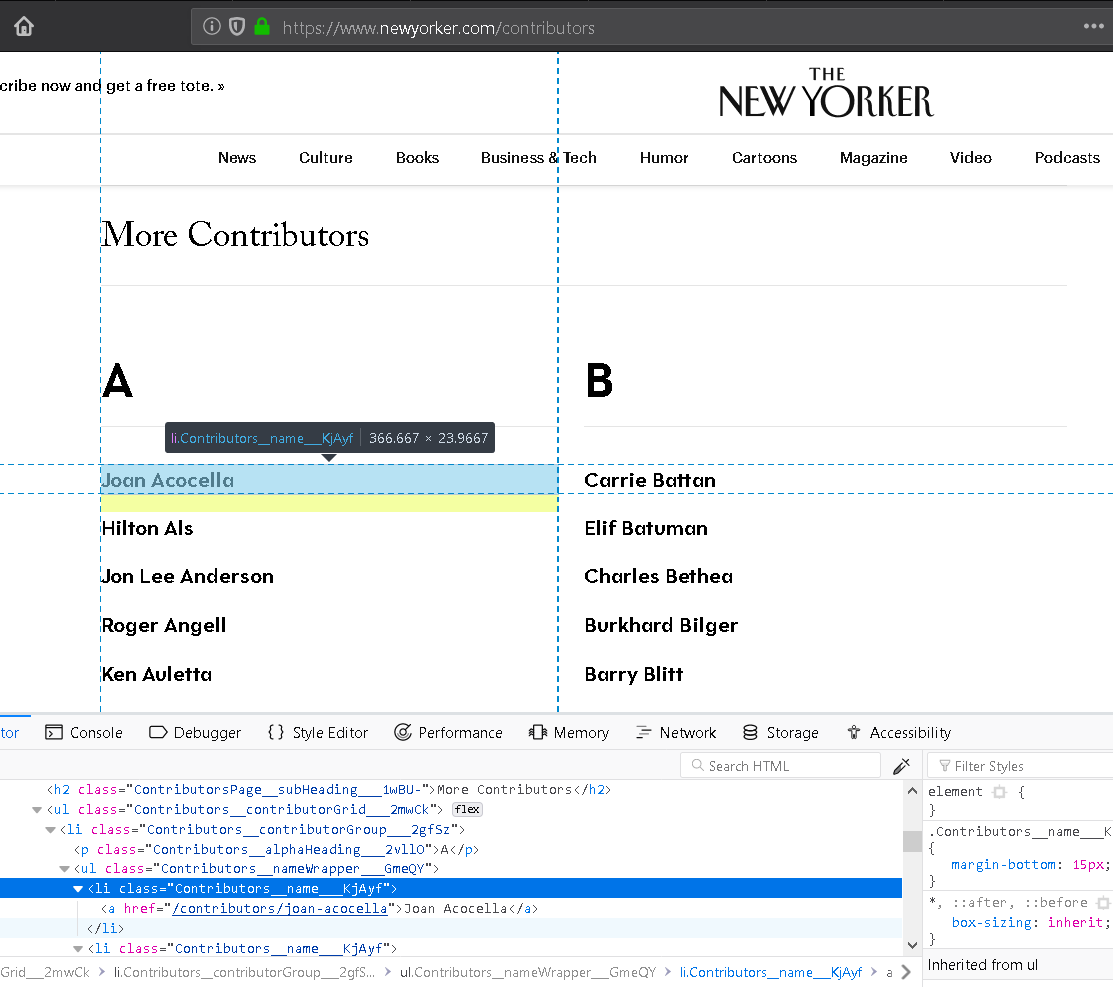 https://www.newyorker.com/contributors
cribe now and get a free tote. »
THE
NEW YORKER
News Culture Books Business & Tech Humor Cartoons Magazine Video Podcasts
More Contributors
A B
li.Contributors__name___KjAyf 366.667 × 23.9667
Joan Acocella Carrie Battan
Hilton Als Elif Batuman
Jon Lee Anderson Charles Bethea
Roger Angell Burkhard Bilger
Ken Auletta Barry Blitt
tor Console Debugger {} Style Editor Performance Memory Network Storage Accessibility
Search HTML Filter Styles
<h2 class="ContributorsPage__subHeading___1wBU-">More Contributors</h2>
<ul class="Contributors__contributorGrid___2mwCk"> flex
<li class="Contributors__contributorGroup___2gfSz">
<p class="Contributors__alphaHeading___2vllO">A</p>
<ul class="Contributors__nameWrapper___GmeQY">
<li class="Contributors__name___KjAyf">
<a href="/contributors/joan-acocella">Joan Acocella</a>
</li>
<li class="Contributors__name___KjAyf">
element {
}
.Contributors__name___K
{
margin-bottom: 15px;
}
*, ::after, ::before
box-sizing: inherit;
}
Inherited from ul
Grid___2mwCk > li.Contributors__contributorGroup___2gfS... > ul.Contributors__nameWrapper___GmeQY > li.Contributors__name___KjAyf > a